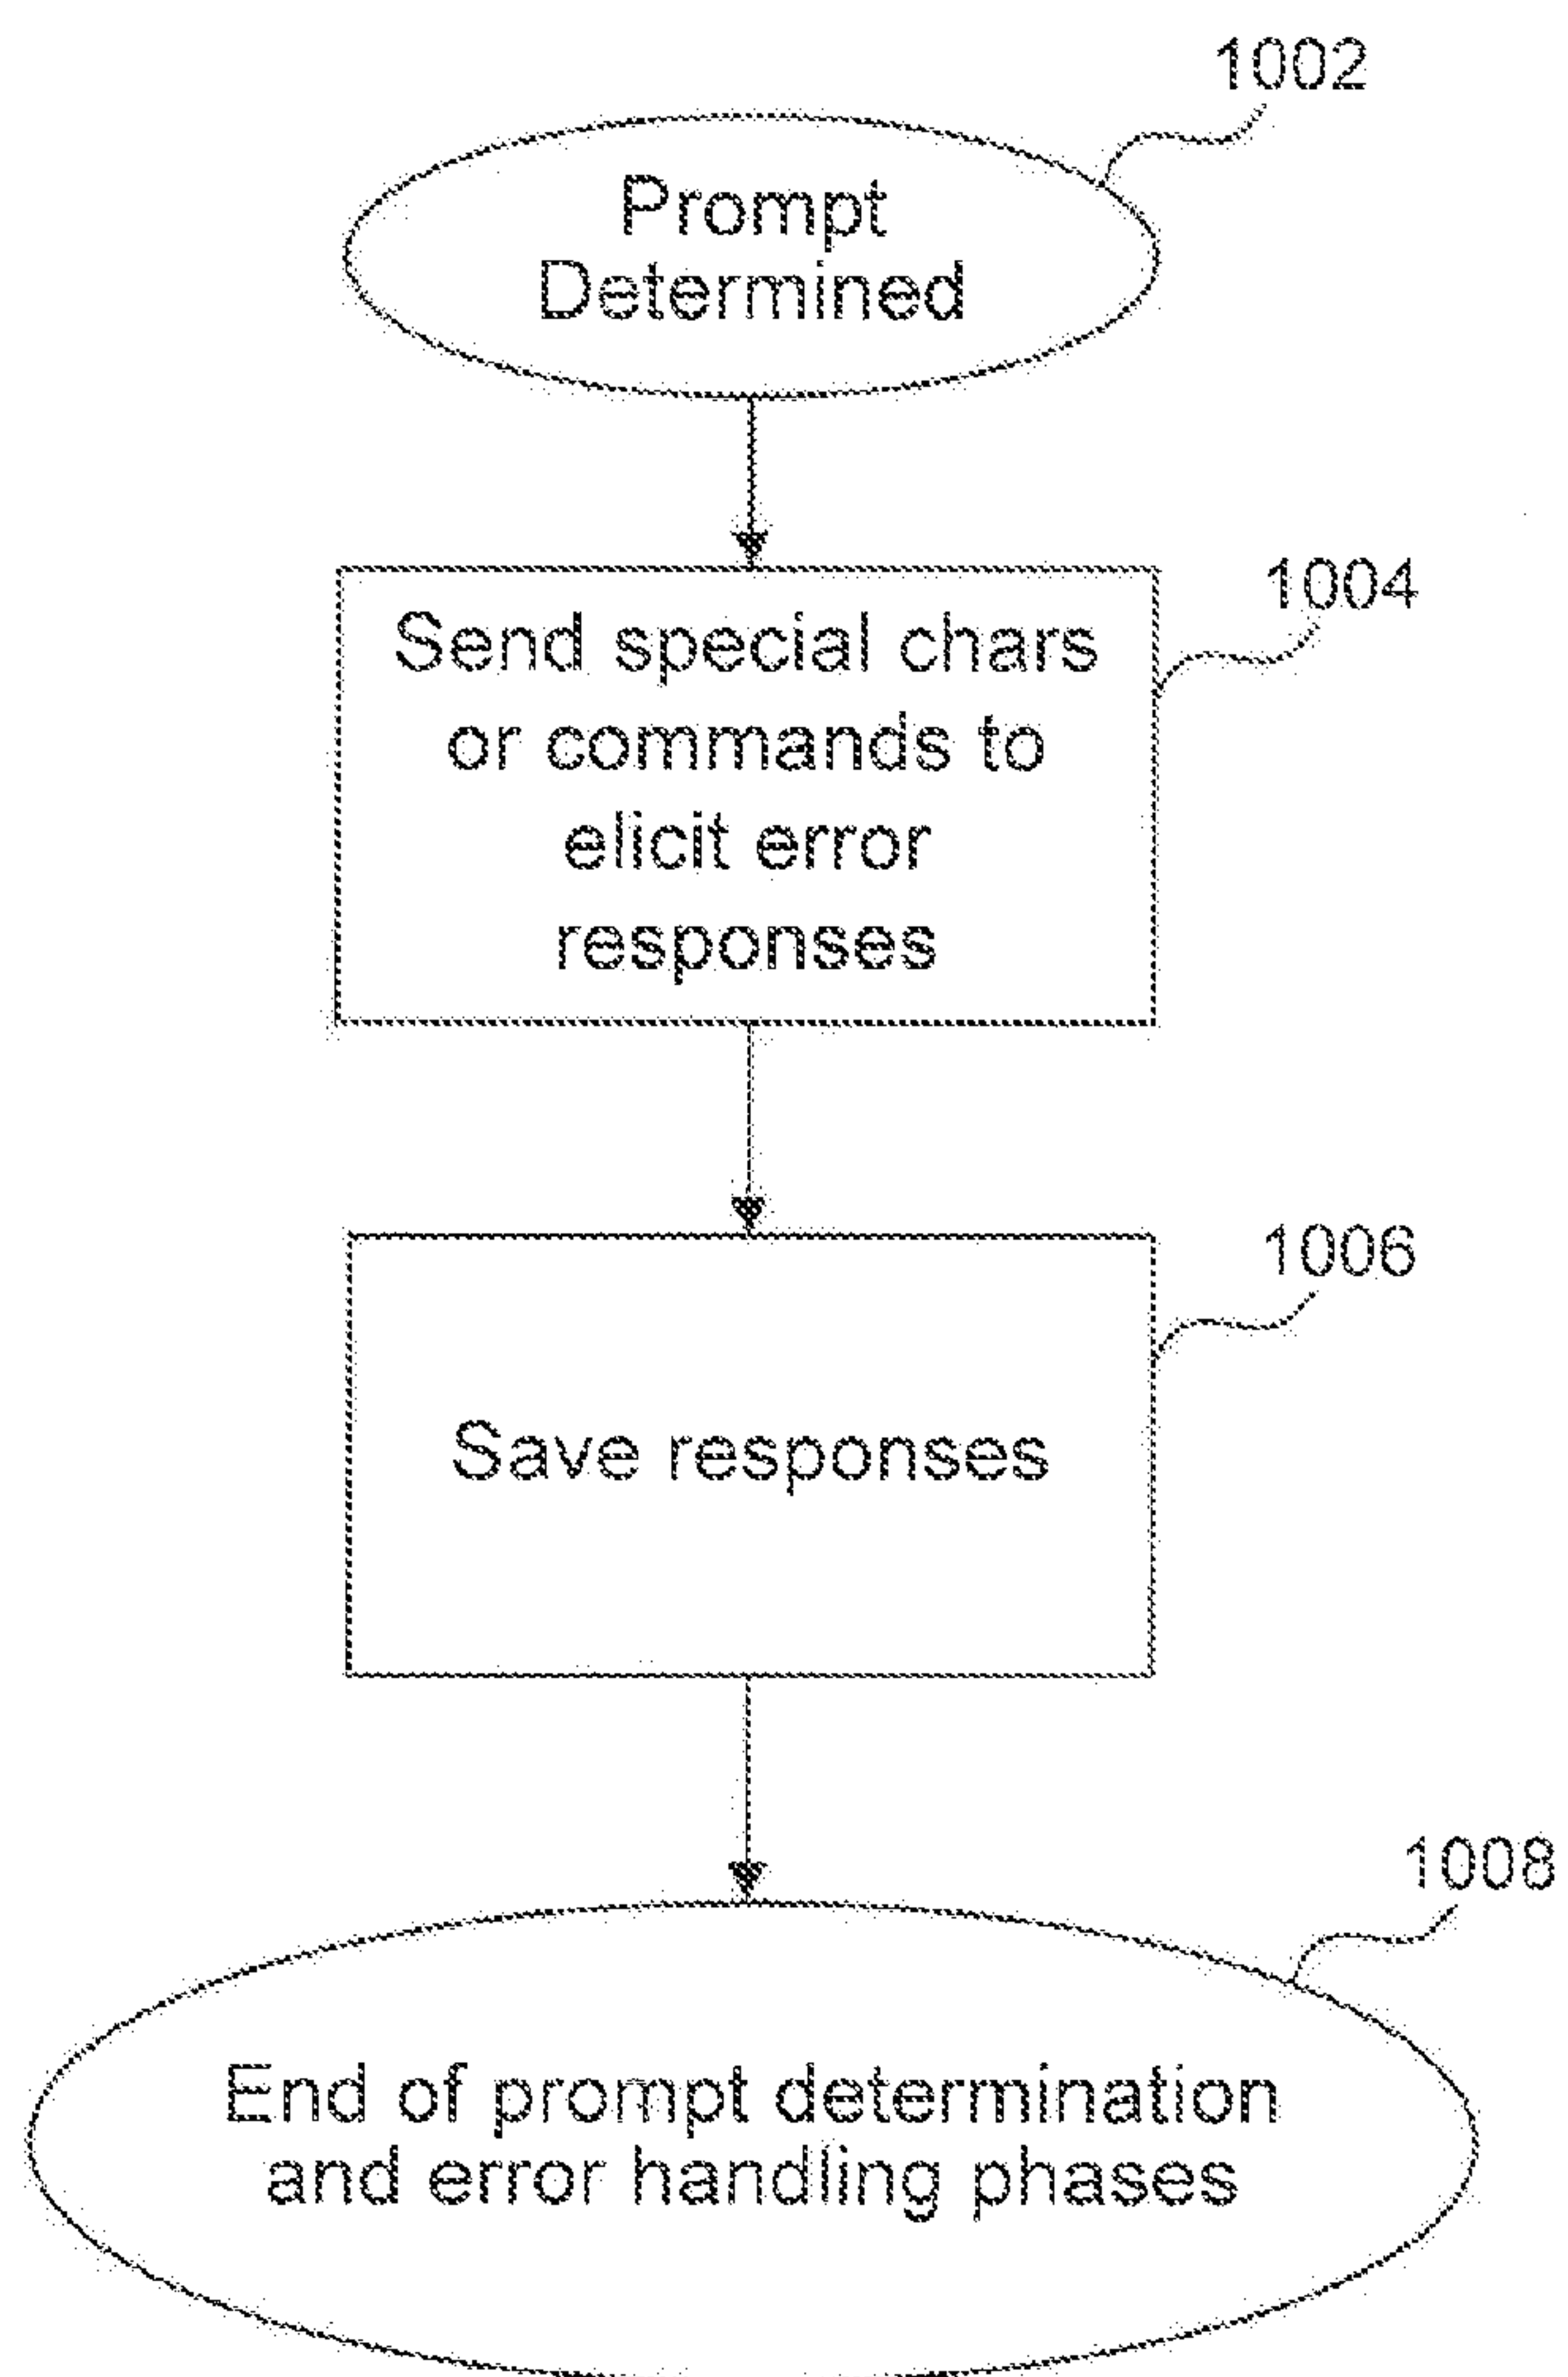 1002
Prompt
Determined
1004
Send special chars
or commands to
elicit error
responses
1006
Save responses
1008
End of prompt determination
and error handling phases